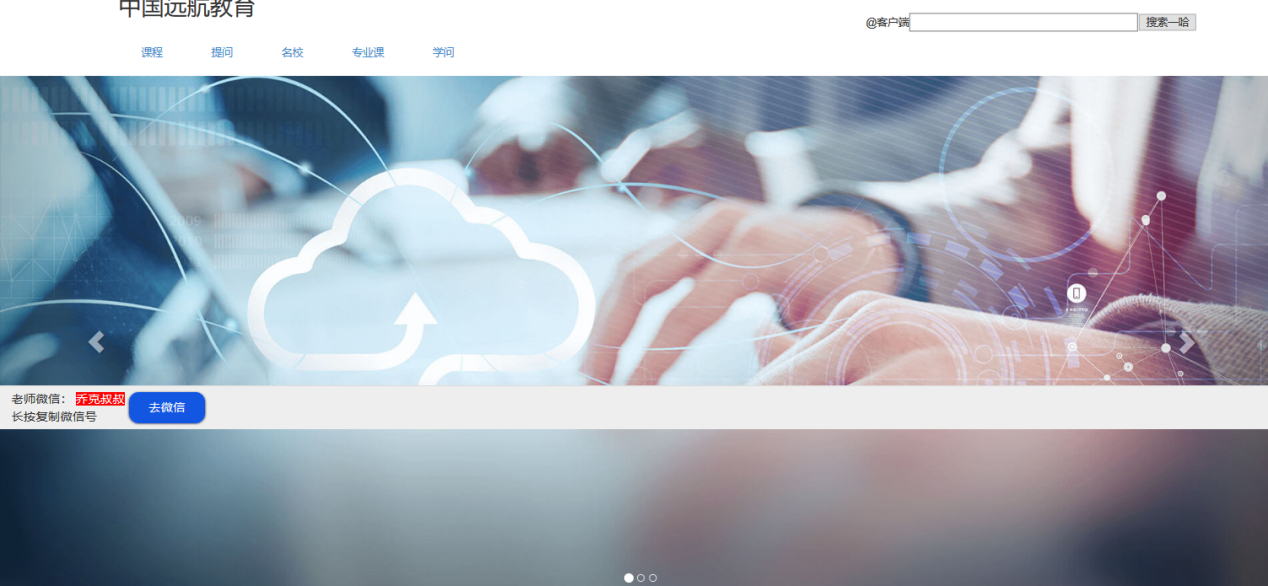 中国远航教育
@客户端 搜索一哈
课程 提问 名校 专业课 学问
2009
老师微信： 乔克叔叔
长按复制微信号
去微信